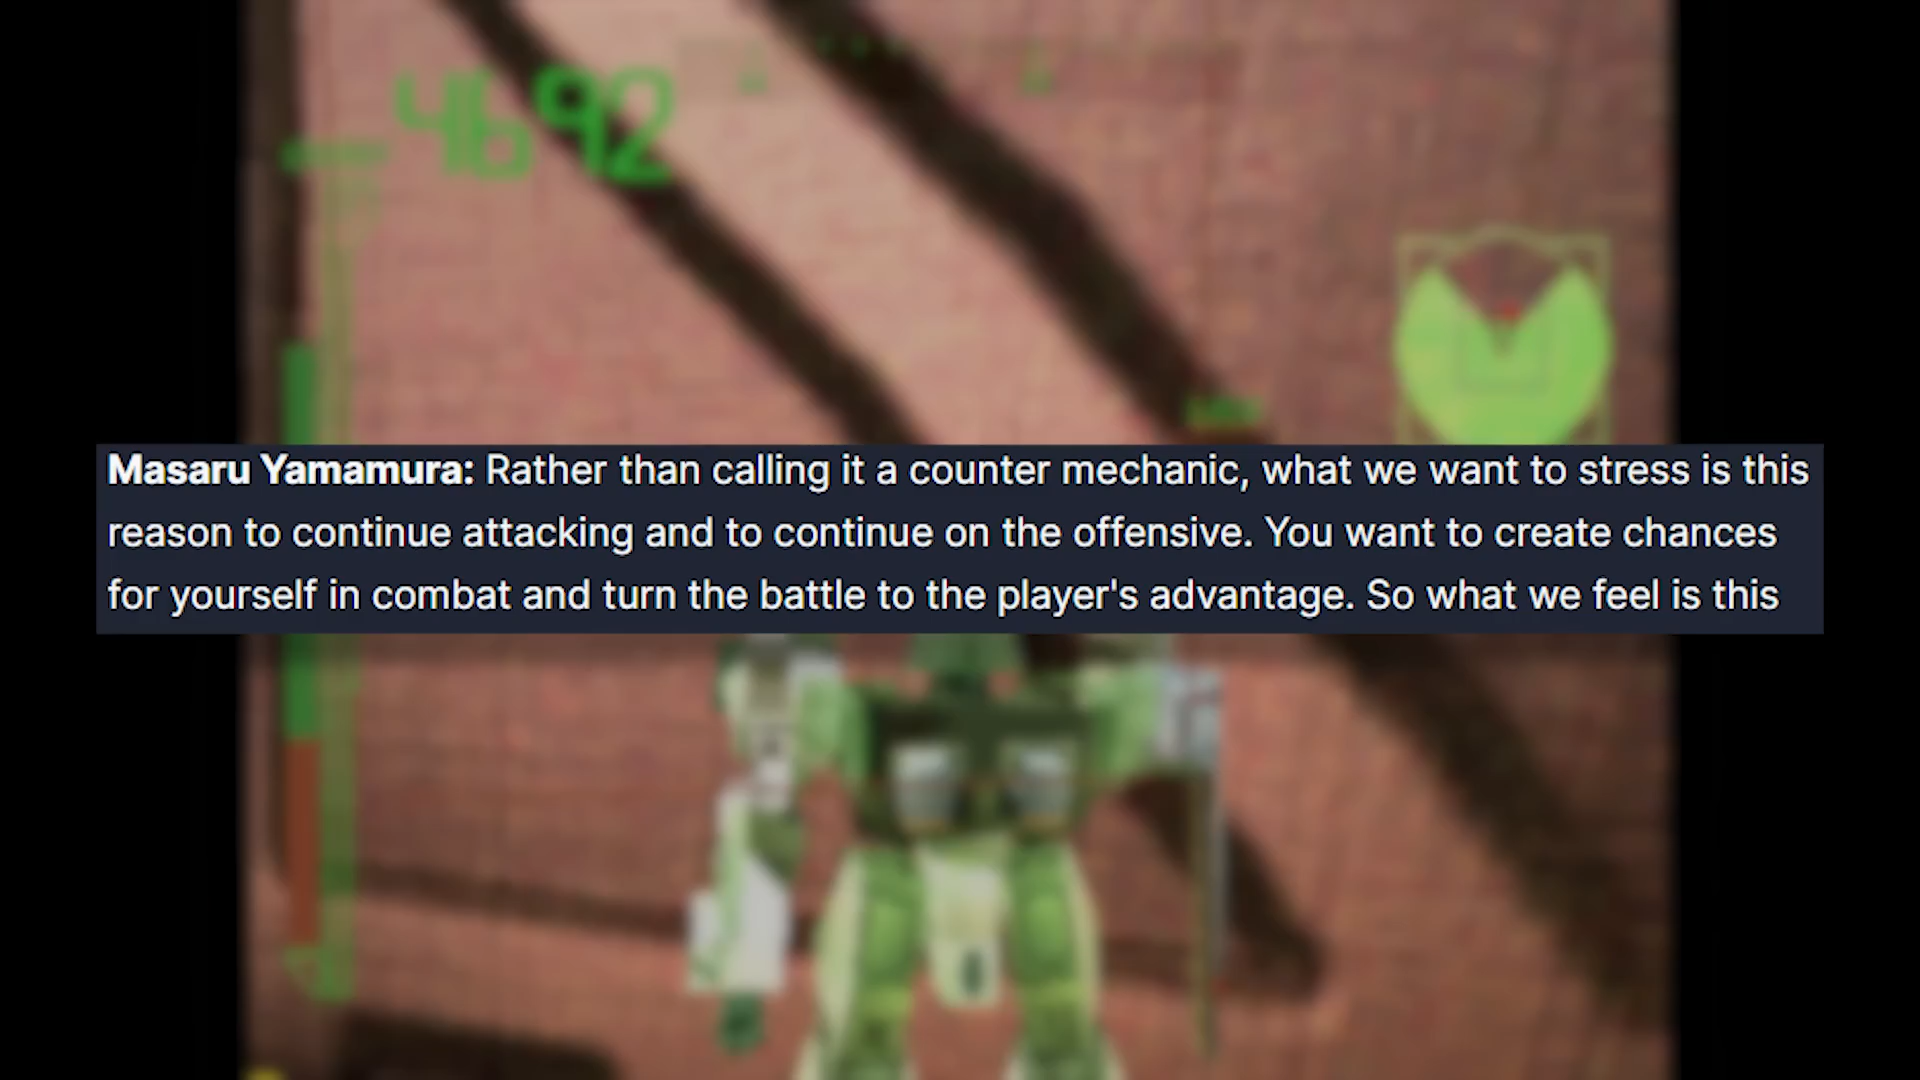 4692
Masaru Yamamura: Rather than calling it a counter mechanic, what we want to stress is this
reason to continue attacking and to continue on the offensive. You want to create chances
for yourself in combat and turn the battle to the player's advantage. So what we feel is this